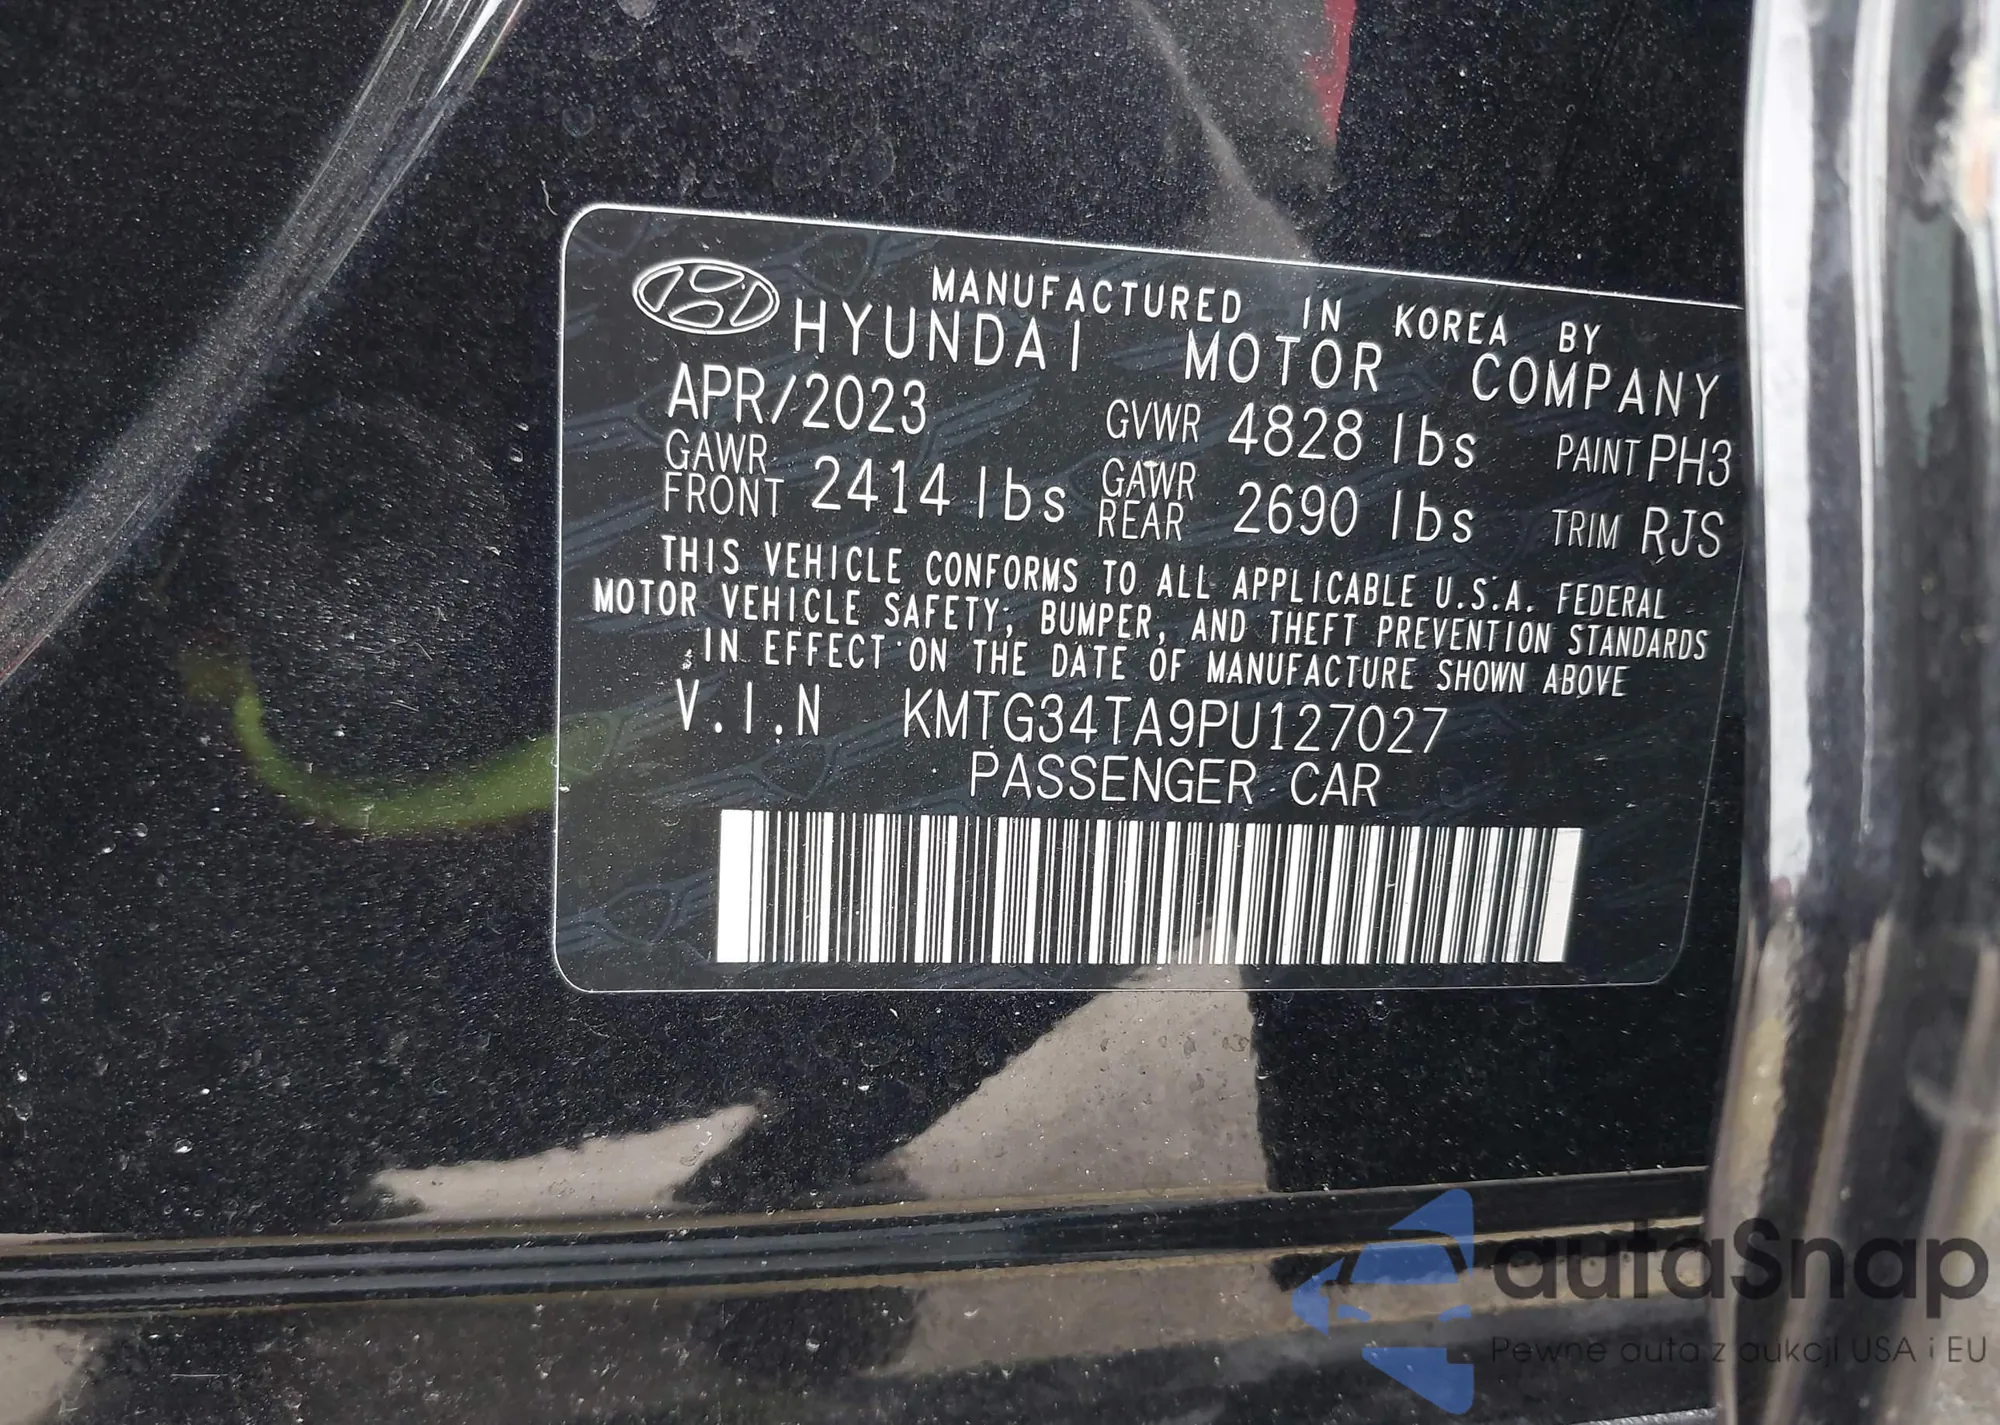 MANUFACTURED IN KOREA BY
HYUNDAI MOTOR COMPANY
APR/2023 GVWR 4828 lbs PAINT PH3
GAWR FRONT 2414 lbs GAWR REAR 2690 lbs TRIM RJS
THIS VEHICLE CONFORMS TO ALL APPLICABLE U.S.A. FEDERAL
MOTOR VEHICLE SAFETY, BUMPER, AND THEFT PREVENTION STANDARDS
IN EFFECT ON THE DATE OF MANUFACTURE SHOWN ABOVE
V.I.N KMTG34TA9PU127027
PASSENGER CAR
autaSnap
Pewne auta z aukcji USA i EU